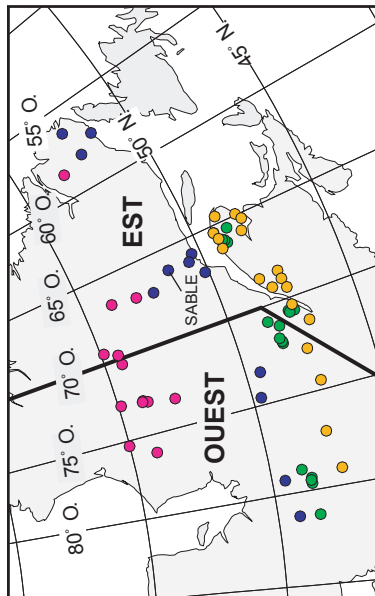 55° O.
60° O.
65° O.
70° O.
75° O.
80° O.
50° N.
45° N.
EST
SABLE
OUEST